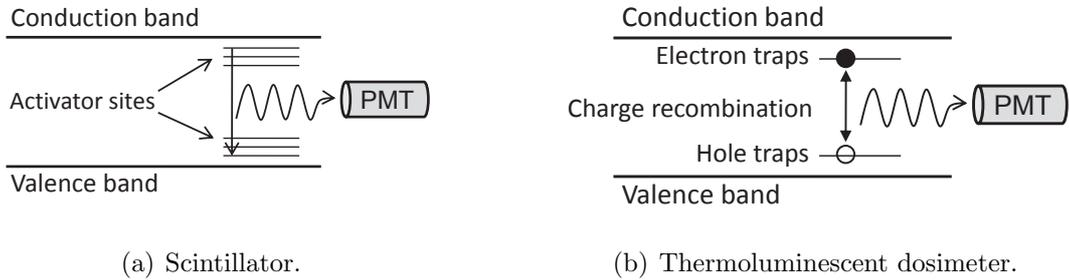 Conduction band
Activator sites
PMT
Valence band
(a) Scintillator.
Conduction band
Electron traps
Charge recombination
PMT
Hole traps
Valence band
(b) Thermoluminescent dosimeter.